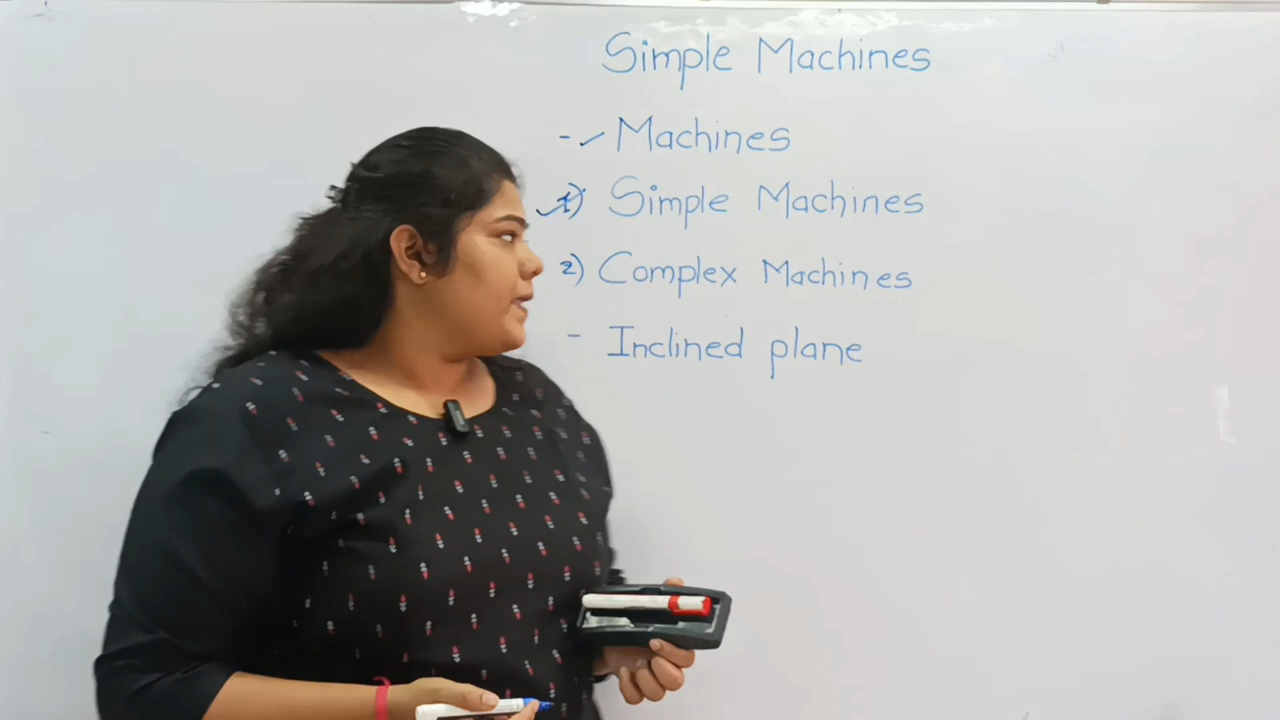 Simple Machines
- ✓ Machines
✓ 1) Simple Machines
2) Complex Machines
- Inclined plane